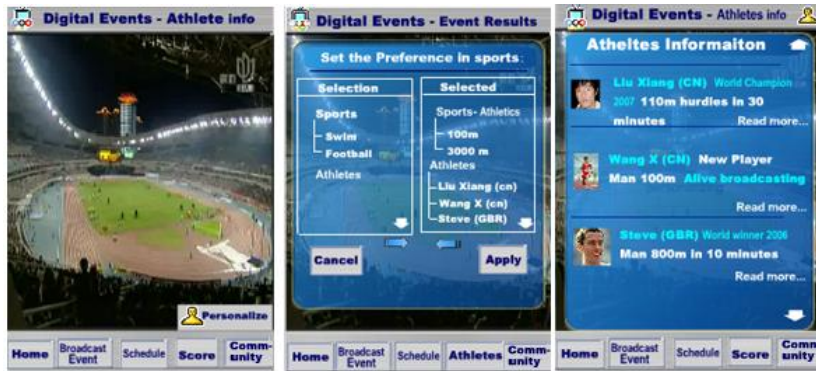 Digital Events - Athlete info
Personalize
Home
Broadcast
Event
Schedule
Score
Comm-
unity
Digital Events - Event Results
Set the Preference in sports:
Selection
Sports
Swim
Football
Athletes
Selected
Sports- Athletics
100m
3000 m
Athletes
Liu Xiang (cn)
Wang X (cn)
Steve (GBR)
Cancel
Apply
Home
Broadcast
Event
Schedule
Athletes
Comm-
unity
Digital Events - Athletes info
Atheltes Informaiton
Liu Xiang (CN) World Champion
2007 110m hurdles in 30
minutes
Read more...
Wang X (CN) New Player
Man 100m Alive broadcasting
Read more...
Steve (GBR) World winner 2006
Man 800m in 10 minutes
Read more...
Home
Broadcast
Event
Schedule
Score
Comm
unity